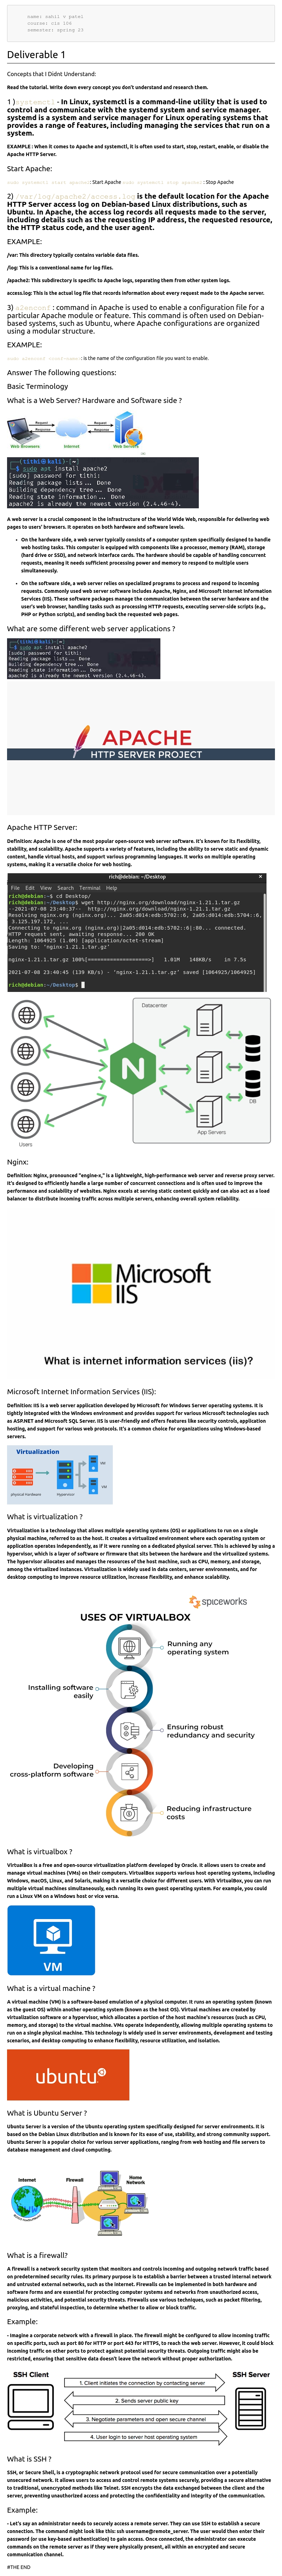 name: sahil v patel
course: cis 106
semester: spring 23
Deliverable 1
Concepts that I Didnt Understand:
Read the tutorial. Write down every concept you don't understand and research them.
1 )systemctl - In Linux, systemctl is a command-line utility that is used to
control and communicate with the systemd system and service manager.
systemd is a system and service manager for Linux operating systems that
provides a range of features, including managing the services that run on a
system.
EXAMPLE : When it comes to Apache and systemctl, it is often used to start, stop, restart, enable, or disable the
Apache HTTP Server.
Start Apache:
sudo systemctl start apache2: Start Apache sudo systemctl stop apache2: Stop Apache
2) /var/log/apache2/access.log is the default location for the Apache
HTTP Server access log on Debian-based Linux distributions, such as
Ubuntu. In Apache, the access log records all requests made to the server,
including details such as the requesting IP address, the requested resource,
the HTTP status code, and the user agent.
EXAMPLE:
/var: This directory typically contains variable data files.
/log: This is a conventional name for log files.
/apache2: This subdirectory is specific to Apache logs, separating them from other system logs.
access.log: This is the actual log file that records information about every request made to the Apache server.
3) a2enconf : command in Apache is used to enable a configuration file for a
particular Apache module or feature. This command is often used on Debian-
based systems, such as Ubuntu, where Apache configurations are organized
using a modular structure.
EXAMPLE:
sudo a2enconf : is the name of the configuration file you want to enable.
Answer The following questions:
Basic Terminology
What is a Web Server? Hardware and Software side ?
Request
Response
Request
Response
Web Browsers
Internet
Web Server
(tithi㉿kali)-[~]
$ sudo apt install apache2
[sudo] password for tithi:
Reading package lists... Done
Building dependency tree... Done
Reading state information... Done
apache2 is already the newest version (2.4.46-4).
A web server is a crucial component in the infrastructure of the World Wide Web, responsible for delivering web
pages to users' browsers. It operates on both hardware and software levels.
On the hardware side, a web server typically consists of a computer or server specifically designed to handle
web hosting tasks. This computer is equipped with components like a processor, memory (RAM), storage
(hard drive or SSD), and network interface cards. The hardware should be capable of handling concurrent
requests, meaning it needs sufficient processing power and memory to respond to multiple users
simultaneously.
On the software side, a web server relies on specialized programs to process and respond to incoming
requests. Commonly used web server software includes Apache, Nginx, and Microsoft Internet Information
Services (IIS). These software packages manage the communication between the server hardware and the
user's web browser, handling tasks such as processing HTTP requests, executing server-side scripts (e.g.,
PHP or Python scripts), and sending back the requested web pages.
What are some different web server applications ?
(tithi㉿kali)-[~]
$ sudo apt install apache2
[sudo] password for tithi:
Reading package lists... Done
Building dependency tree... Done
Reading state information... Done
apache2 is already the newest version (2.4.46-4).
APACHE
HTTP SERVER PROJECT
Apache HTTP Server:
Definition: Apache is one of the most popular open-source web server software. It's known for its flexibility,
stability, and scalability. Apache supports a variety of features, including the ability to serve static and dynamic
content, handle virtual hosts, and support various programming languages. It works on multiple operating
systems, making it a versatile choice for web hosting.
rich@debian: ~/Desktop
File Edit View Search Terminal Help
rich@debian:~$ cd Desktop/
rich@debian:~/Desktop$ wget http://nginx.org/download/nginx-1.21.1.tar.gz
--2021-07-08 23:40:37-- http://nginx.org/download/nginx-1.21.1.tar.gz
HTTP request sent, awaiting response... 200 OK
Length: 1064925 (1.0M) [application/octet-stream]
rich@debian:~/Desktop$
Users
Datacenter
N
App Servers
DB
Nginx:
Definition: Nginx, pronounced "engine-x," is a lightweight, high-performance web server and reverse proxy server.
It's designed to efficiently handle a large number of concurrent connections and is often used to improve the
performance and scalability of websites. Nginx excels at serving static content quickly and can also act as a load
balancer to distribute incoming traffic across multiple servers, enhancing overall system reliability.
Microsoft
IIS
What is internet information services (iis)?
Microsoft Internet Information Services (IIS):
Definition: IIS is a web server application developed by Microsoft for Windows Server operating systems. It is
tightly integrated with the Windows environment and provides support for various Microsoft technologies such
as ASP.NET and Microsoft SQL Server. IIS is user-friendly and offers features like security controls, application
hosting, and support for various web protocols. It's a common choice for organizations using Windows-based
servers.
Virtualization
physical Hardware
Hypervisor
What is virtualization ?
Virtualization is a technology that allows multiple operating systems (OS) or applications to run on a single
physical machine, referred to as the host. It creates a virtualized environment where each operating system or
application operates independently, as if it were running on a dedicated physical server. This is achieved by using a
hypervisor, which is a layer of software or firmware that sits between the hardware and the virtualized systems.
The hypervisor allocates and manages the resources of the host machine, such as CPU, memory, and storage,
among the virtualized instances. Virtualization is widely used in data centers, server environments, and for
desktop computing to improve resource utilization, increase flexibility, and enhance scalability.
spiceworks
USES OF VIRTUALBOX
Running any
operating system
Installing software
easily
Ensuring robust
redundancy and security
Developing
cross-platform software
Reducing infrastructure
costs
What is virtualbox ?
VirtualBox is a free and open-source virtualization platform developed by Oracle. It allows users to create and
manage virtual machines (VMs) on their computers. VirtualBox supports various host operating systems, including
Windows, macOS, Linux, and Solaris, making it a versatile choice for different users. With VirtualBox, you can run
multiple virtual machines simultaneously, each running its own guest operating system. For example, you could
run a Linux VM on a Windows host or vice versa.
VM
What is a virtual machine ?
A virtual machine (VM) is a software-based emulation of a physical computer. It runs an operating system (known
as the guest OS) within another operating system (known as the host OS). Virtual machines are created by
virtualization software or a hypervisor, which allocates a portion of the host machine's resources (such as CPU,
memory, and storage) to the virtual machine. VMs operate independently, allowing multiple operating systems to
run on a single physical machine. This technology is widely used in server environments, development and testing
scenarios, and desktop computing to enhance flexibility, resource utilization, and isolation.
ubuntu
What is Ubuntu Server ?
Ubuntu Server is a version of the Ubuntu operating system specifically designed for server environments. It is
based on the Debian Linux distribution and is known for its ease of use, stability, and strong community support.
Ubuntu Server is a popular choice for various server applications, ranging from web hosting and file servers to
database management and cloud computing.
Internet
Firewall
Home
Network
What is a firewall?
A firewall is a network security system that monitors and controls incoming and outgoing network traffic based
on predetermined security rules. Its primary purpose is to establish a barrier between a trusted internal network
and untrusted external networks, such as the internet. Firewalls can be implemented in both hardware and
software forms and are essential for protecting computer systems and networks from unauthorized access,
malicious activities, and potential security threats. Firewalls use various techniques, such as packet filtering,
proxying, and stateful inspection, to determine whether to allow or block traffic.
Example:
- Imagine a corporate network with a firewall in place. The firewall might be configured to allow incoming traffic
on specific ports, such as port 80 for HTTP or port 443 for HTTPS, to reach the web server. However, it could block
incoming traffic on other ports to protect against potential security threats. Outgoing traffic might also be
restricted, ensuring that sensitive data doesn't leave the network without proper authorization.
SSH Client
SSH Server
1. Client initiates the connection by contacting server
2. Sends server public key
3. Negotiate parameters and open secure channel
4. User login to server host operating system
What is SSH ?
SSH, or Secure Shell, is a cryptographic network protocol used for secure communication over a potentially
unsecured network. It allows users to access and control remote systems securely, providing a secure alternative
to traditional, unencrypted methods like Telnet. SSH encrypts the data exchanged between the client and the
server, preventing unauthorized access and protecting the confidentiality and integrity of the communication.
Example:
- Let's say an administrator needs to securely access a remote server. They can use SSH to establish a secure
connection. The command might look like this: ssh username@remote_server. The user would then enter their
password (or use key-based authentication) to gain access. Once connected, the administrator can execute
commands on the remote server as if they were physically present, all within an encrypted and secure
communication channel.
#THE END